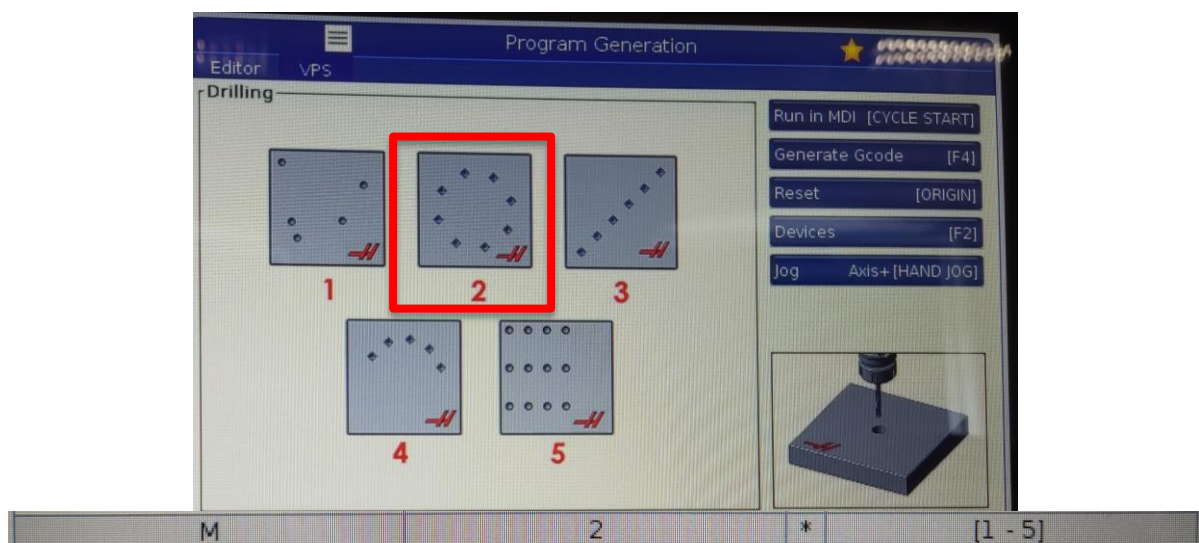 Program Generation
Editor VPS
Drilling
Run in MDI [CYCLE START]
Generate Gcode [F4]
Reset [ORIGIN]
Devices [F2]
Jog Axis+[HAND JOG]
1 2 3
4 5
M 2 * [1 - 5]